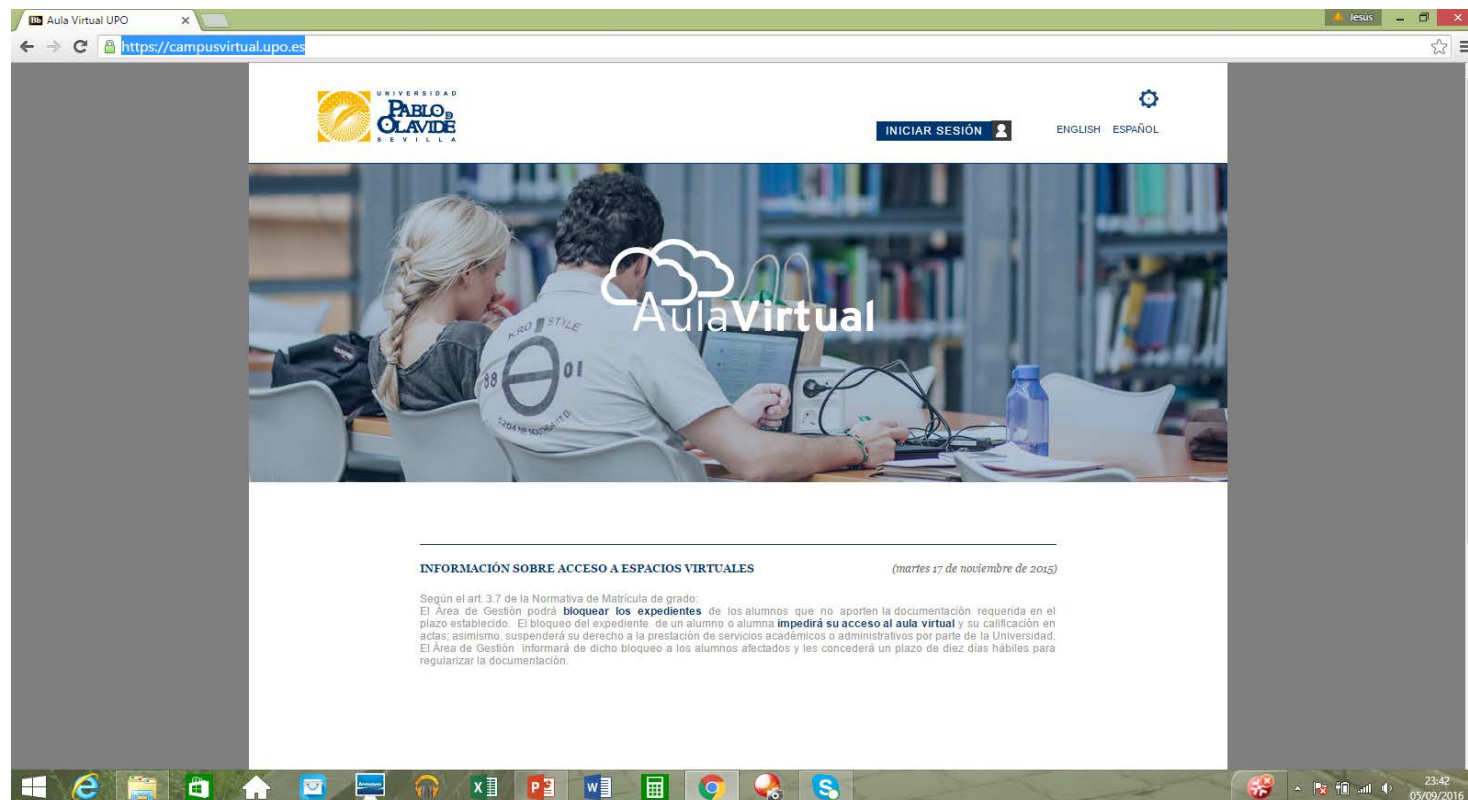 Bb Aula Virtual UPO
Jesús
https://campusvirtual.upo.es
UNIVERSIDAD
PABLO DE
OLAVIDE
SEVILLA
INICIAR SESIÓN
ENGLISH ESPAÑOL
KRO STYLE
88 01
AulaVirtual
INFORMACIÓN SOBRE ACCESO A ESPACIOS VIRTUALES (martes 17 de noviembre de 2015)
Según el art. 3.7 de la Normativa de Matrícula de grado:
El Área de Gestión podrá bloquear los expedientes de los alumnos que no aporten la documentación requerida en el
plazo establecido. El bloqueo del expediente de un alumno o alumna impedirá su acceso al aula virtual y su calificación en
actas; asimismo, suspenderá su derecho a la prestación de servicios académicos o administrativos por parte de la Universidad.
El Área de Gestión informará de dicho bloqueo a los alumnos afectados y les concederá un plazo de diez días hábiles para
regularizar la documentación.
23:42
05/09/2016